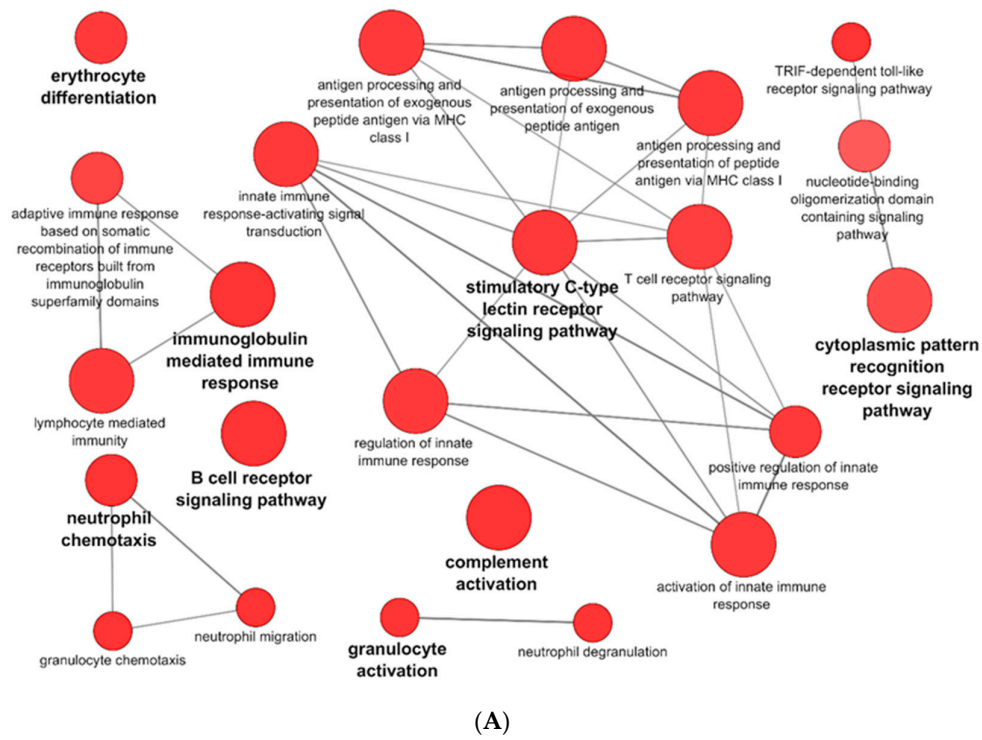 erythrocyte
differentiation
antigen processing and
presentation of exogenous
peptide antigen via MHC
class I
antigen processing and
presentation of exogenous
peptide antigen
antigen processing and
presentation of peptide
antigen via MHC class I
TRIF-dependent toll-like
receptor signaling pathway
nucleotide-binding
oligomerization domain
containing signaling
pathway
innate immune
response-activating signal
transduction
adaptive immune response
based on somatic
recombination of immune
receptors built from
immunoglobulin
superfamily domains
stimulatory C-type
lectin receptor
signaling pathway
T cell receptor signaling
pathway
immunoglobulin
mediated immune
response
cytoplasmic pattern
recognition
receptor signaling
pathway
lymphocyte mediated
immunity
regulation of innate
immune response
positive regulation of innate
immune response
B cell receptor
signaling pathway
neutrophil
chemotaxis
complement
activation
activation of innate immune
response
granulocyte chemotaxis
neutrophil migration
granulocyte
activation
neutrophil degranulation
(A)